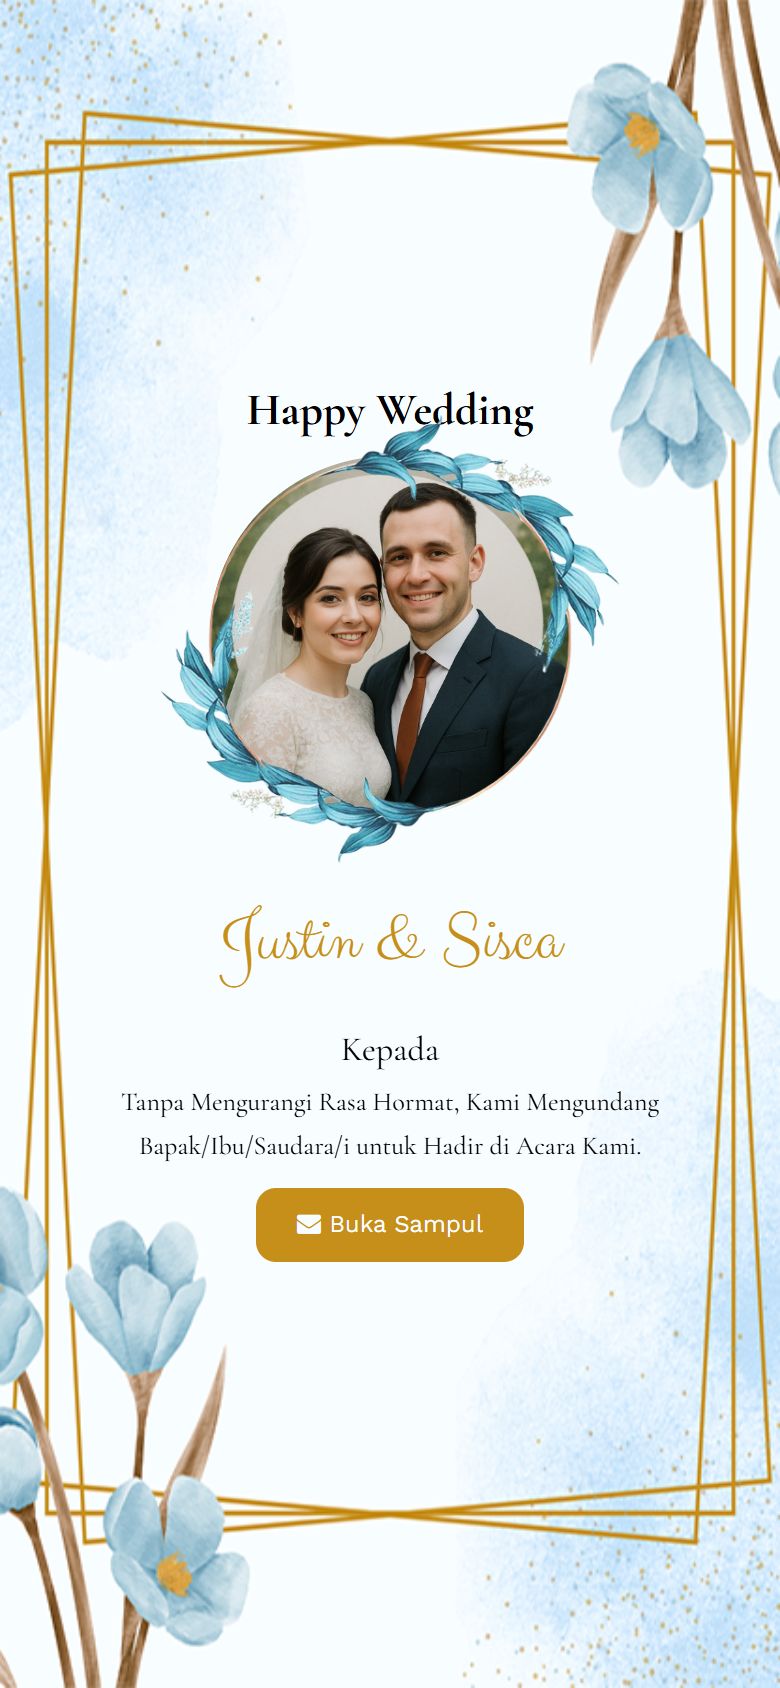 Happy Wedding
Justin & Sisca
Kepada
Tanpa Mengurangi Rasa Hormat, Kami Mengundang
Bapak/Ibu/Saudara/i untuk Hadir di Acara Kami.
Buka Sampul